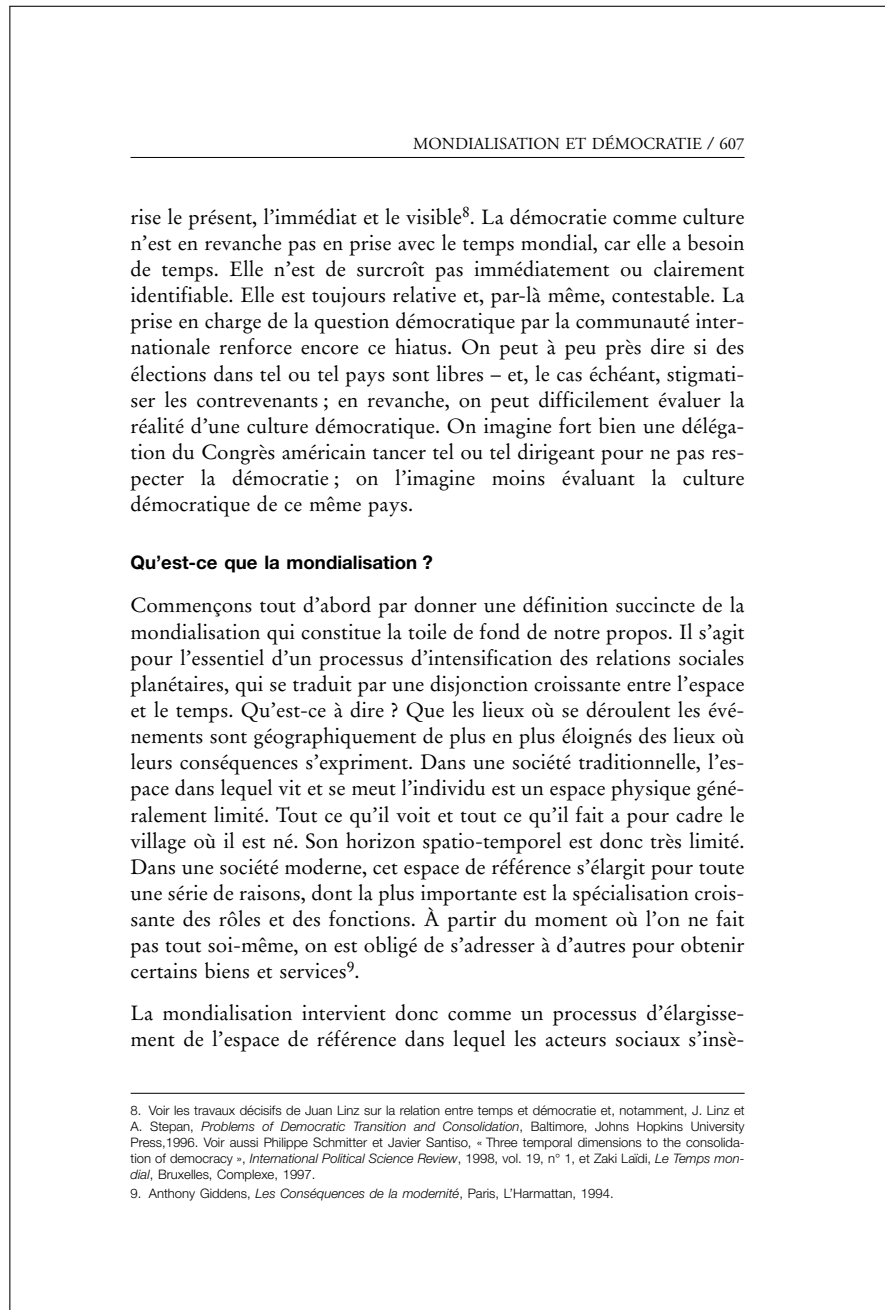 MONDIALISATION ET DÉMOCRATIE / 607
rise le présent, l’immédiat et le visible⁸. La démocratie comme culture
n’est en revanche pas en prise avec le temps mondial, car elle a besoin
de temps. Elle n’est de surcroît pas immédiatement ou clairement
identifiable. Elle est toujours relative et, par-là même, contestable. La
prise en charge de la question démocratique par la communauté inter-
nationale renforce encore ce hiatus. On peut à peu près dire si des
élections dans tel ou tel pays sont libres – et, le cas échéant, stigmati-
ser les contrevenants ; en revanche, on peut difficilement évaluer la
réalité d’une culture démocratique. On imagine fort bien une déléga-
tion du Congrès américain tancer tel ou tel dirigeant pour ne pas res-
pecter la démocratie ; on l’imagine moins évaluant la culture
démocratique de ce même pays.
Qu’est-ce que la mondialisation ?
Commençons tout d’abord par donner une définition succincte de la
mondialisation qui constitue la toile de fond de notre propos. Il s’agit
pour l’essentiel d’un processus d’intensification des relations sociales
planétaires, qui se traduit par une disjonction croissante entre l’espace
et le temps. Qu’est-ce à dire ? Que les lieux où se déroulent les évé-
nements sont géographiquement de plus en plus éloignés des lieux où
leurs conséquences s’expriment. Dans une société traditionnelle, l’es-
pace dans lequel vit et se meut l’individu est un espace physique géné-
ralement limité. Tout ce qu’il voit et tout ce qu’il fait a pour cadre le
village où il est né. Son horizon spatio-temporel est donc très limité.
Dans une société moderne, cet espace de référence s’élargit pour toute
une série de raisons, dont la plus importante est la spécialisation crois-
sante des rôles et des fonctions. À partir du moment où l’on ne fait
pas tout soi-même, on est obligé de s’adresser à d’autres pour obtenir
certains biens et services⁹.
La mondialisation intervient donc comme un processus d’élargisse-
ment de l’espace de référence dans lequel les acteurs sociaux s’insè-
8. Voir les travaux décisifs de Juan Linz sur la relation entre temps et démocratie et, notamment, J. Linz et
A. Stepan, Problems of Democratic Transition and Consolidation, Baltimore, Johns Hopkins University
Press,1996. Voir aussi Philippe Schmitter et Javier Santiso, « Three temporal dimensions to the consolida-
tion of democracy », International Political Science Review, 1998, vol. 19, n° 1, et Zaki Laïdi, Le Temps mon-
dial, Bruxelles, Complexe, 1997.
9. Anthony Giddens, Les Conséquences de la modernité, Paris, L’Harmattan, 1994.